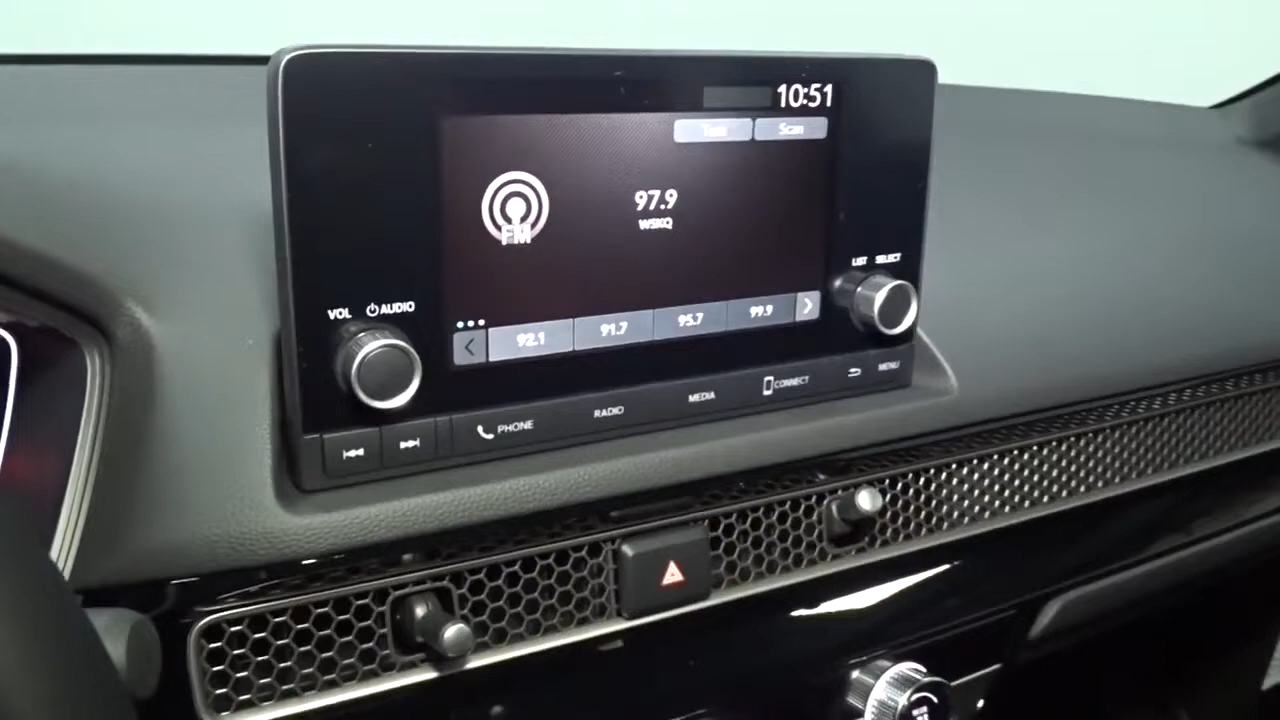 10:51
Tune Scan
97.9
WSKQ
FM
LIST SELECT
VOL AUDIO
92.1 91.7 95.7 99.9
PHONE RADIO MEDIA CONNECT MENU